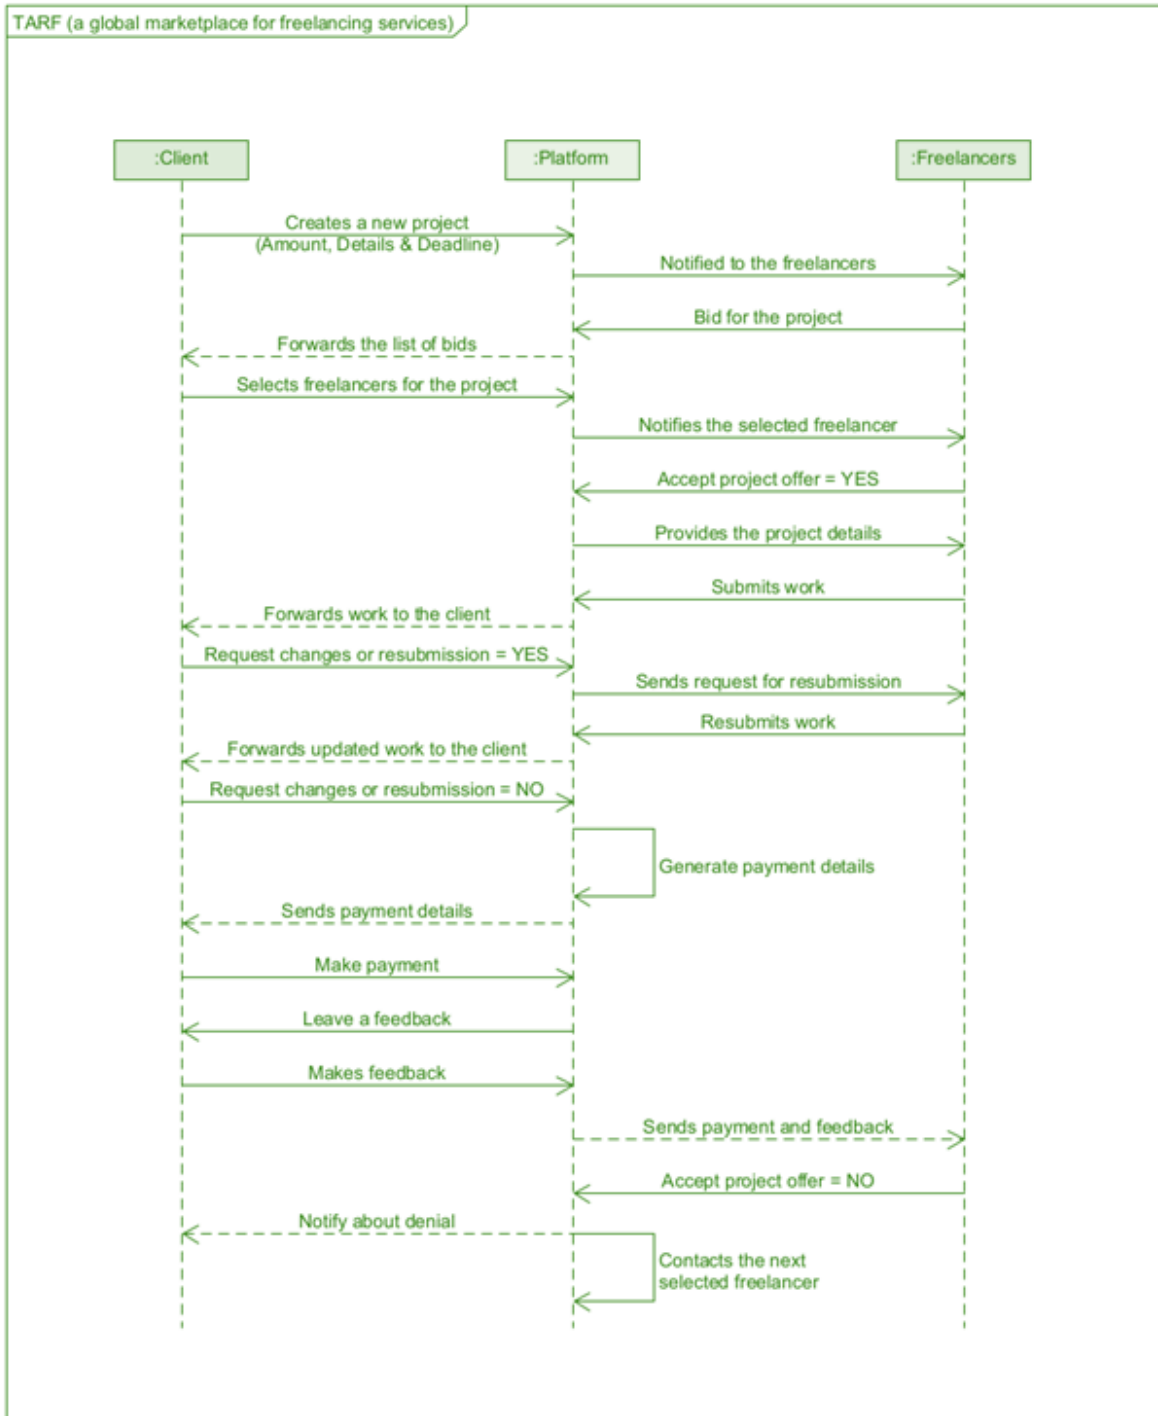 TARF (a global marketplace for freelancing services)
:Client
:Platform
:Freelancers
Creates a new project
(Amount, Details & Deadline)
Notified to the freelancers
Bid for the project
Forwards the list of bids
Selects freelancers for the project
Notifies the selected freelancer
Accept project offer = YES
Provides the project details
Submits work
Forwards work to the client
Request changes or resubmission = YES
Sends request for resubmission
Resubmits work
Forwards updated work to the client
Request changes or resubmission = NO
Generate payment details
Sends payment details
Make payment
Leave a feedback
Makes feedback
Sends payment and feedback
Accept project offer = NO
Notify about denial
Contacts the next
selected freelancer